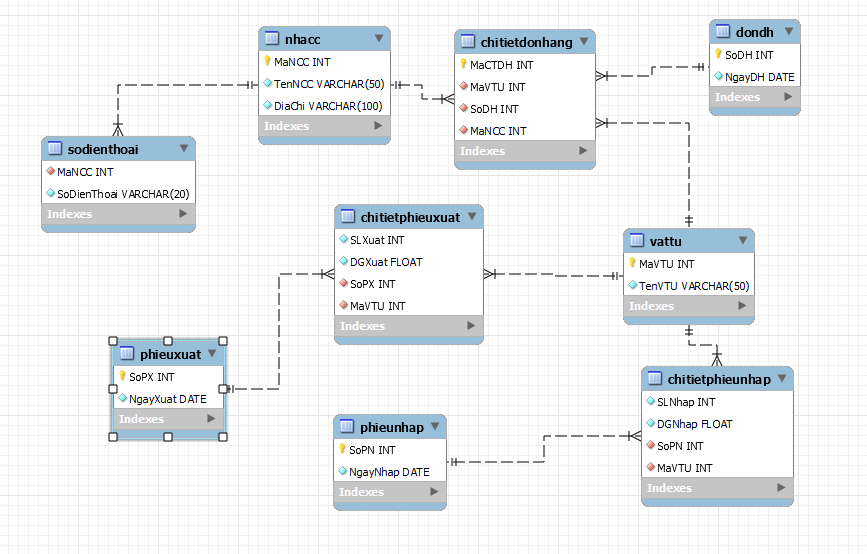 nhacc
MaNCC INT
TenNCC VARCHAR(50)
DiaChi VARCHAR(100)
Indexes
chitietdonhang
MaCTDH INT
MaVTU INT
SoDH INT
MaNCC INT
Indexes
dondh
SoDH INT
NgayDH DATE
Indexes
sodienthoai
MaNCC INT
SoDienThoai VARCHAR(20)
Indexes
chitietphieuxuat
SLXuat INT
DGXuat FLOAT
SoPX INT
MaVTU INT
Indexes
vattu
MaVTU INT
TenVTU VARCHAR(50)
Indexes
phieuxuat
SoPX INT
NgayXuat DATE
Indexes
phieunhap
SoPN INT
NgayNhap DATE
Indexes
chitietphieunhap
SLNhap INT
DGNhap FLOAT
SoPN INT
MaVTU INT
Indexes